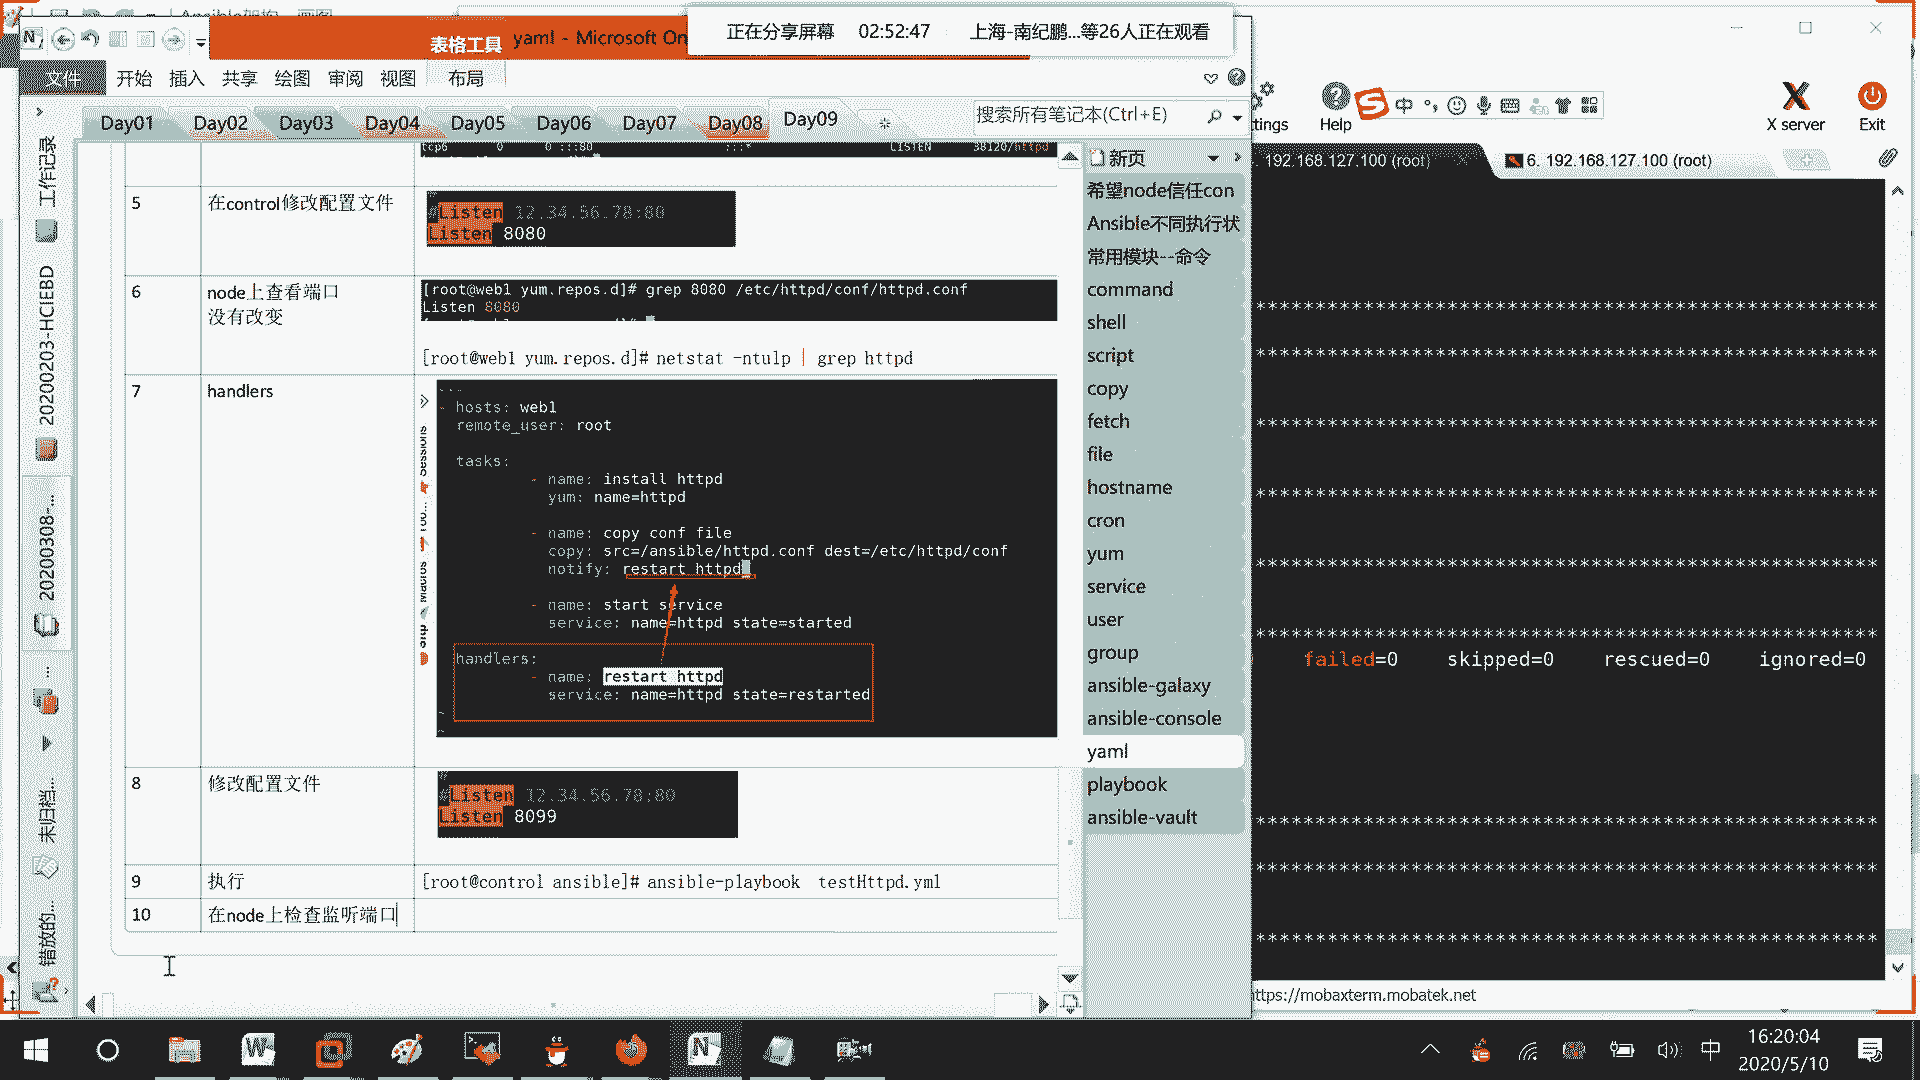 正在分享屏幕 02:52:47 上海-南纪鹏...等26人正在观看
表格工具 yaml - Microsoft On
文件 开始 插入 共享 绘图 审阅 视图 布局
Day01 Day02 Day03 Day04 Day05 Day06 Day07 Day08 Day09
搜索所有笔记本(Ctrl+E)
工作记录
20200203-HCIEBD
20200308-...
...
未归档...
错放的...
tcp6 0 0 :::80 :::* LISTEN 38120/httpd
5 在control修改配置文件
#Listen 12.34.56.78:80
Listen 8080
6 node上查看端口
没有改变
[root@web1 yum.repos.d]# grep 8080 /etc/httpd/conf/httpd.conf
Listen 8080
[root@web1 yum.repos.d]# netstat -ntulp | grep httpd
7 handlers
- hosts: web1
remote_user: root
tasks:
- name: install httpd
yum: name=httpd
- name: copy conf file
copy: src=/ansible/httpd.conf dest=/etc/httpd/conf
notify: restart httpd
- name: start service
service: name=httpd state=started
handlers:
- name: restart httpd
service: name=httpd state=restarted
Sessions
Macros
8 修改配置文件
#Listen 12.34.56.78:80
Listen 8099
9 执行 [root@control ansible]# ansible-playbook testHttpd.yml
10 在node上检查监听端口
新页
希望node信任con
Ansible不同执行状
常用模块--命令
command
shell
script
copy
fetch
file
hostname
cron
yum
service
user
group
ansible-galaxy
ansible-console
yaml
playbook
ansible-vault
ttings Help 中 X server Exit
192.168.127.100 (root) 6. 192.168.127.100 (root)
*****************************************
*****************************************
*****************************************
*****************************************
*****************************************
*****************************************
failed=0 skipped=0 rescued=0 ignored=0
*****************************************
*****************************************
*****************************************
ttps://mobaxterm.mobatek.net
中 16:20:04
2020/5/10